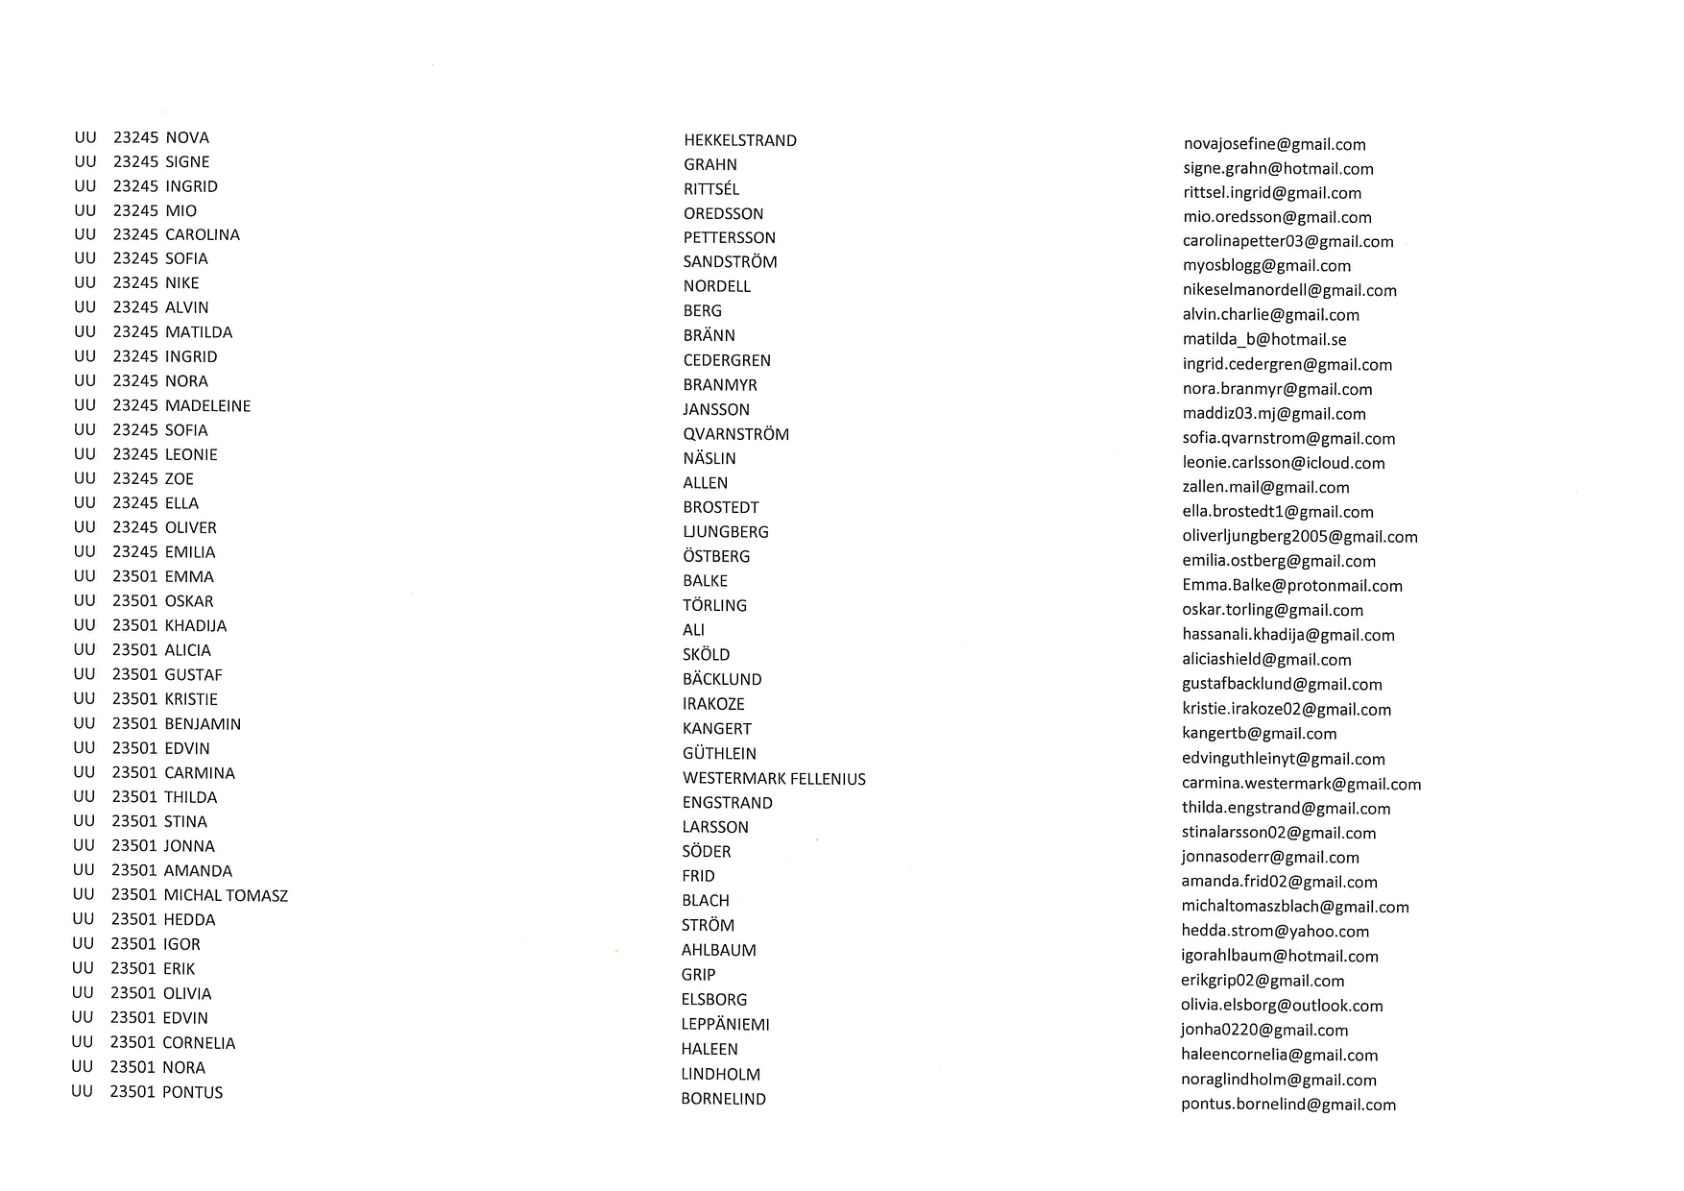 UU 23245 NOVA HEKKELSTRAND novajosefine@gmail.com
UU 23245 SIGNE GRAHN signe.grahn@hotmail.com
UU 23245 INGRID RITTSÉL rittsel.ingrid@gmail.com
UU 23245 MIO OREDSSON mio.oredsson@gmail.com
UU 23245 CAROLINA PETTERSSON carolinapetter03@gmail.com
UU 23245 SOFIA SANDSTRÖM myosblogg@gmail.com
UU 23245 NIKE NORDELL nikeselmanordell@gmail.com
UU 23245 ALVIN BERG alvin.charlie@gmail.com
UU 23245 MATILDA BRÄNN matilda_b@hotmail.se
UU 23245 INGRID CEDERGREN ingrid.cedergren@gmail.com
UU 23245 NORA BRANMYR nora.branmyr@gmail.com
UU 23245 MADELEINE JANSSON maddiz03.mj@gmail.com
UU 23245 SOFIA QVARNSTRÖM sofia.qvarnstrom@gmail.com
UU 23245 LEONIE NÄSLIN leonie.carlsson@icloud.com
UU 23245 ZOE ALLEN zallen.mail@gmail.com
UU 23245 ELLA BROSTEDT ella.brostedt1@gmail.com
UU 23245 OLIVER LJUNGBERG oliverljungberg2005@gmail.com
UU 23245 EMILIA ÖSTBERG emilia.ostberg@gmail.com
UU 23501 EMMA BALKE Emma.Balke@protonmail.com
UU 23501 OSKAR TÖRLING oskar.torling@gmail.com
UU 23501 KHADIJA ALI hassanali.khadija@gmail.com
UU 23501 ALICIA SKÖLD aliciashield@gmail.com
UU 23501 GUSTAF BÄCKLUND gustafbacklund@gmail.com
UU 23501 KRISTIE IRAKOZE kristie.irakoze02@gmail.com
UU 23501 BENJAMIN KANGERT kangertb@gmail.com
UU 23501 EDVIN GÜTHLEIN edvinguthleinyt@gmail.com
UU 23501 CARMINA WESTERMARK FELLENIUS carmina.westermark@gmail.com
UU 23501 THILDA ENGSTRAND thilda.engstrand@gmail.com
UU 23501 STINA LARSSON stinalarsson02@gmail.com
UU 23501 JONNA SÖDER jonnasoderr@gmail.com
UU 23501 AMANDA FRID amanda.frid02@gmail.com
UU 23501 MICHAL TOMASZ BLACH michaltomaszblach@gmail.com
UU 23501 HEDDA STRÖM hedda.strom@yahoo.com
UU 23501 IGOR AHLBAUM igorahlbaum@hotmail.com
UU 23501 ERIK GRIP erikgrip02@gmail.com
UU 23501 OLIVIA ELSBORG olivia.elsborg@outlook.com
UU 23501 EDVIN LEPPÄNIEMI jonha0220@gmail.com
UU 23501 CORNELIA HALEEN haleencornelia@gmail.com
UU 23501 NORA LINDHOLM noraglindholm@gmail.com
UU 23501 PONTUS BORNELIND pontus.bornelind@gmail.com